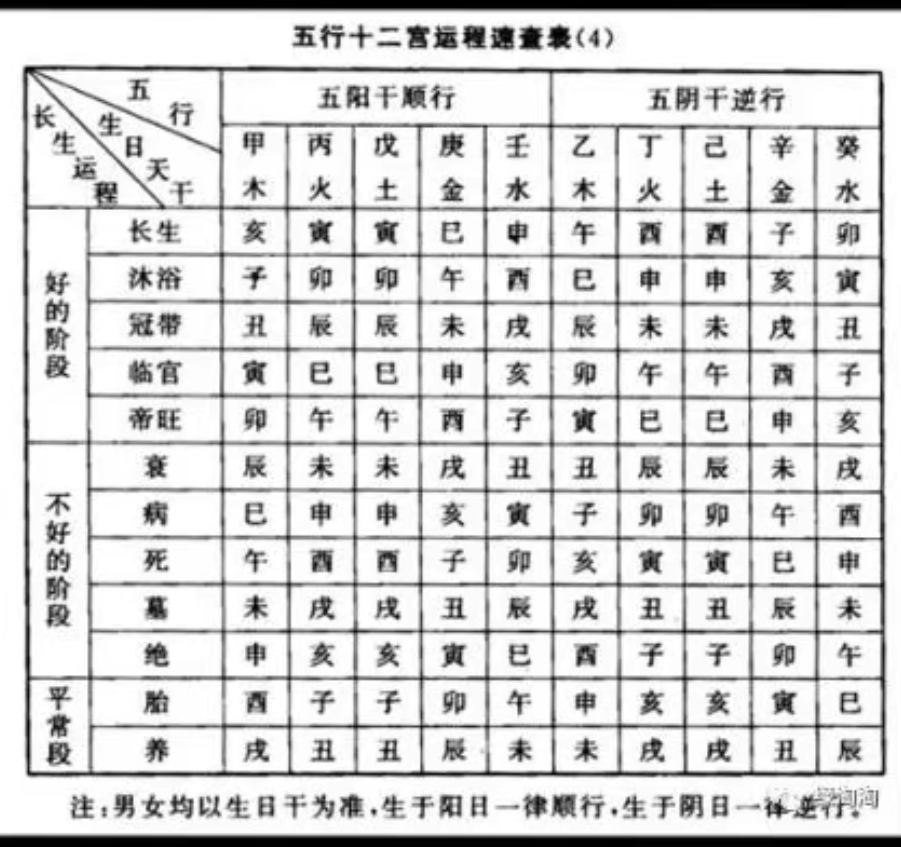 五行十二宫运程速查表(4)
五行
生日天干
长生运程
五阳干顺行 五阴干逆行
甲 丙 戊 庚 壬 乙 丁 己 辛 癸
木 火 土 金 水 木 火 土 金 水
好的阶段
长生 亥 寅 寅 巳 申 午 酉 酉 子 卯
沐浴 子 卯 卯 午 酉 巳 申 申 亥 寅
冠带 丑 辰 辰 未 戌 辰 未 未 戌 丑
临官 寅 巳 巳 申 亥 卯 午 午 酉 子
帝旺 卯 午 午 酉 子 寅 巳 巳 申 亥
不好的阶段
衰 辰 未 未 戌 丑 丑 辰 辰 未 戌
病 巳 申 申 亥 寅 子 卯 卯 午 酉
死 午 酉 酉 子 卯 亥 寅 寅 巳 申
墓 未 戌 戌 丑 辰 戌 丑 丑 辰 未
绝 申 亥 亥 寅 巳 酉 子 子 卯 午
平常段
胎 酉 子 子 卯 午 申 亥 亥 寅 巳
养 戌 丑 丑 辰 未 未 戌 戌 丑 辰
注:男女均以生日干为准,生于阳日一律顺行,生于阴日一律逆行。